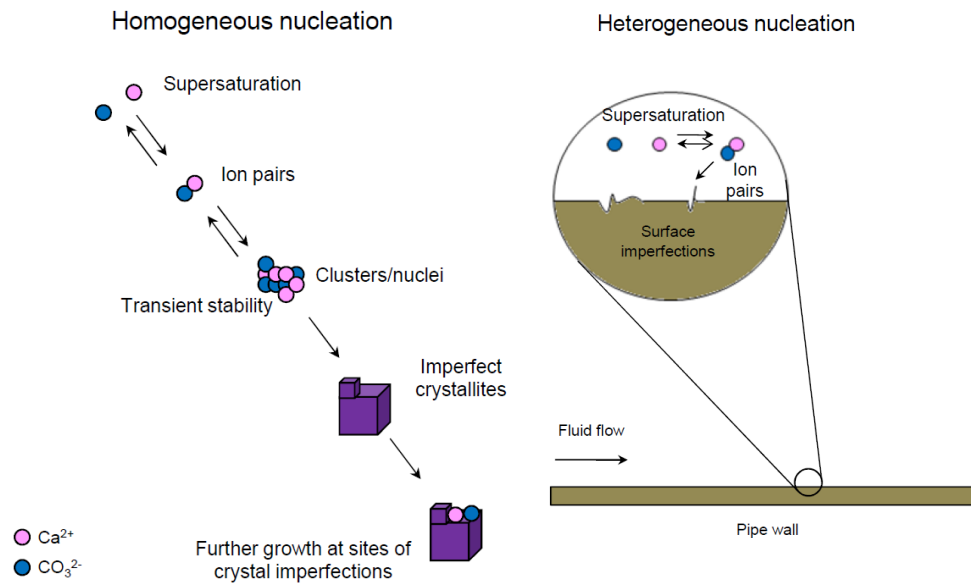 Homogeneous nucleation
Supersaturation
Ion pairs
Clusters/nuclei
Transient stability
Imperfect
crystallites
Further growth at sites of
crystal imperfections
Ca²⁺
CO₃²⁻
Heterogeneous nucleation
Supersaturation
Ion
pairs
Surface
imperfections
Fluid flow
Pipe wall